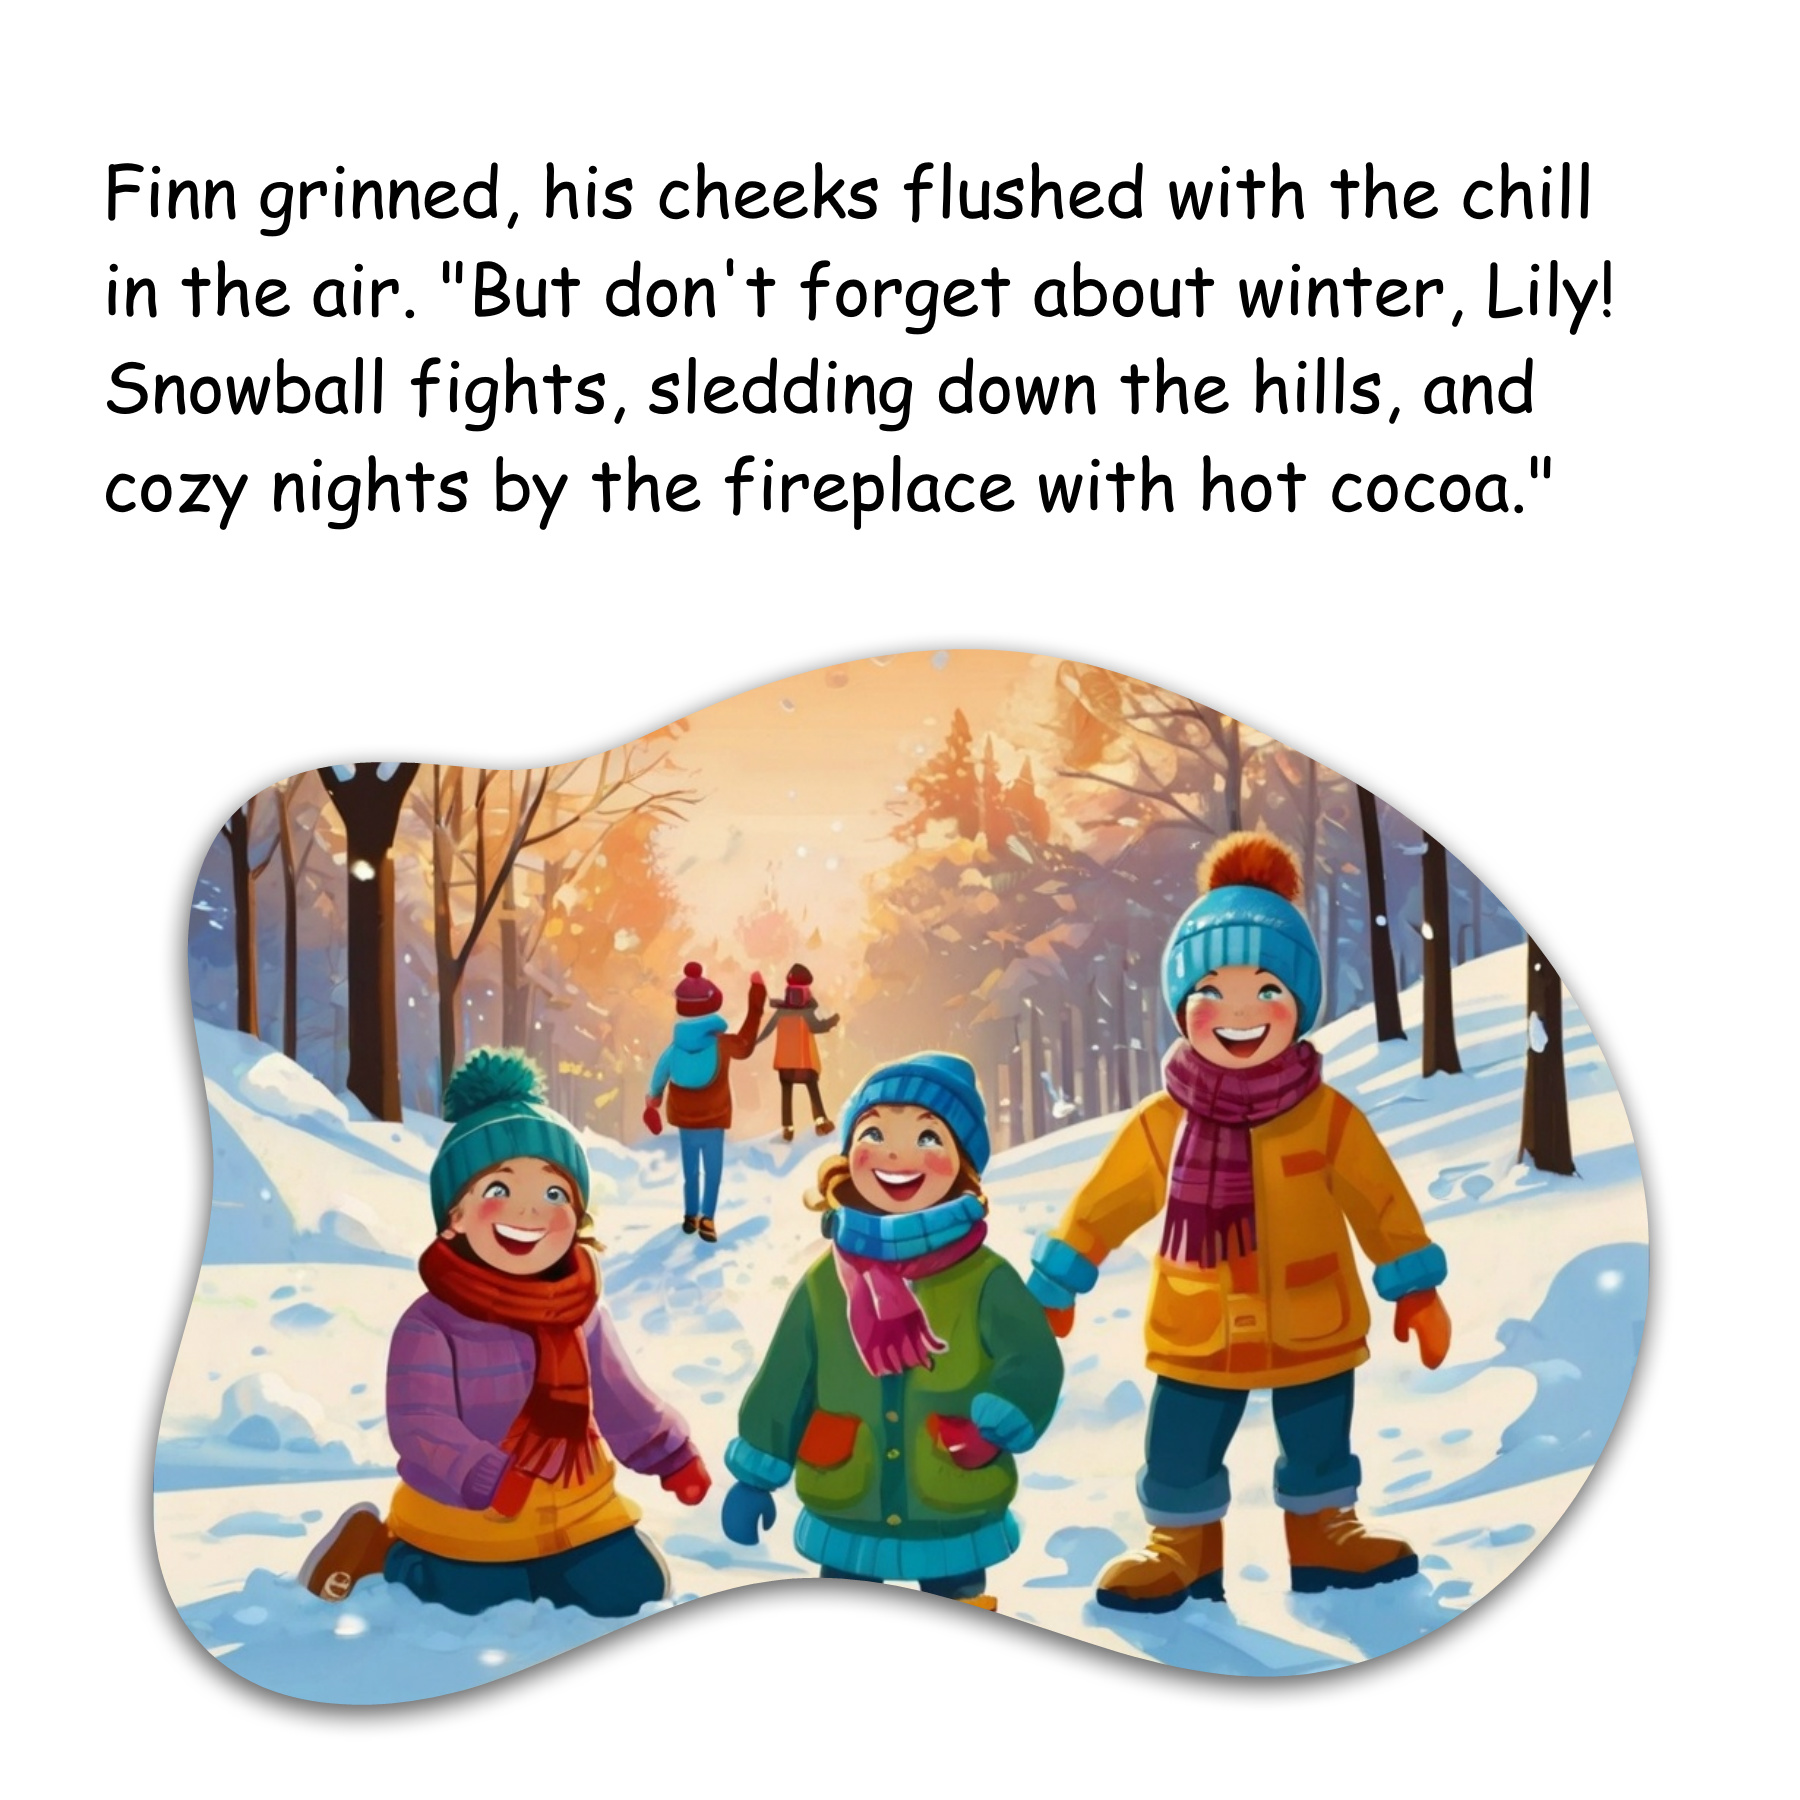 Finn grinned, his cheeks flushed with the chill
in the air. "But don't forget about winter, Lily!
Snowball fights, sledding down the hills, and
cozy nights by the fireplace with hot cocoa."